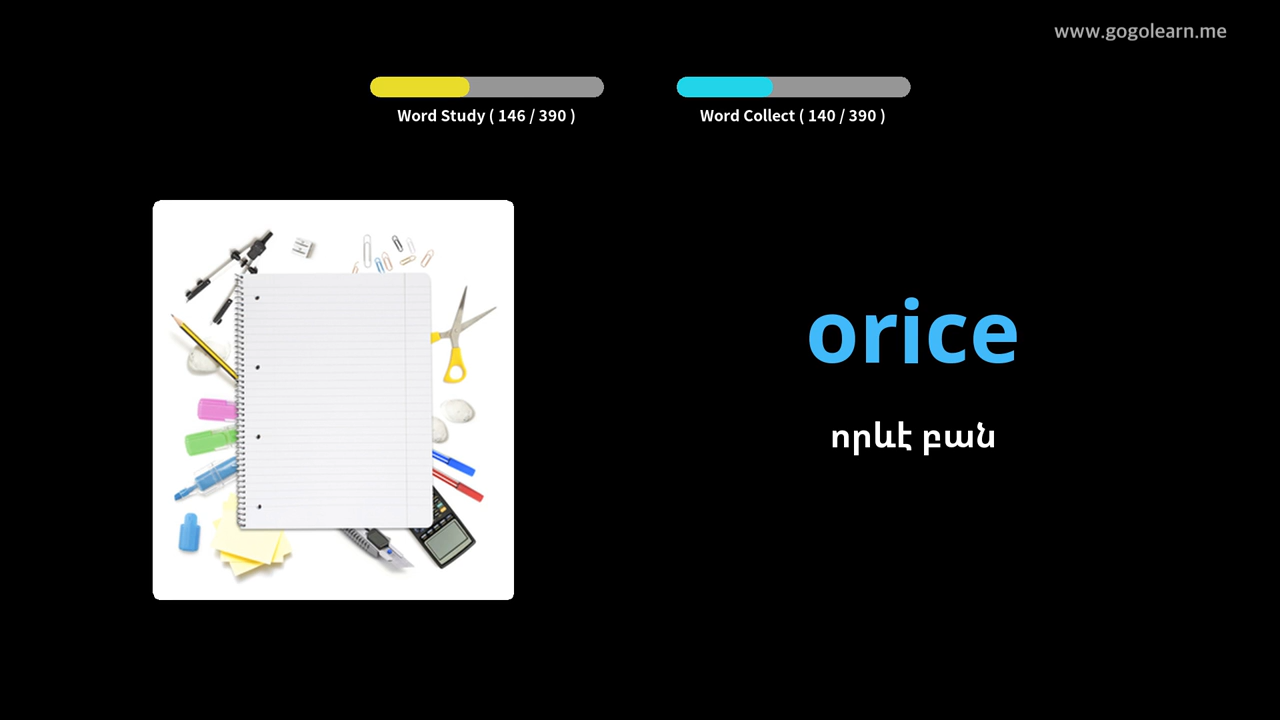 www.gogolearn.me
Word Study ( 146 / 390 )
Word Collect ( 140 / 390 )
orice
որևէ բան